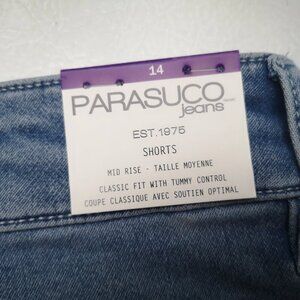 14
PARASUCO
jeans
EST.1975
SHORTS
MID RISE - TAILLE MOYENNE
CLASSIC FIT WITH TUMMY CONTROL
COUPE CLASSIQUE AVEC SOUTIEN OPTIMAL